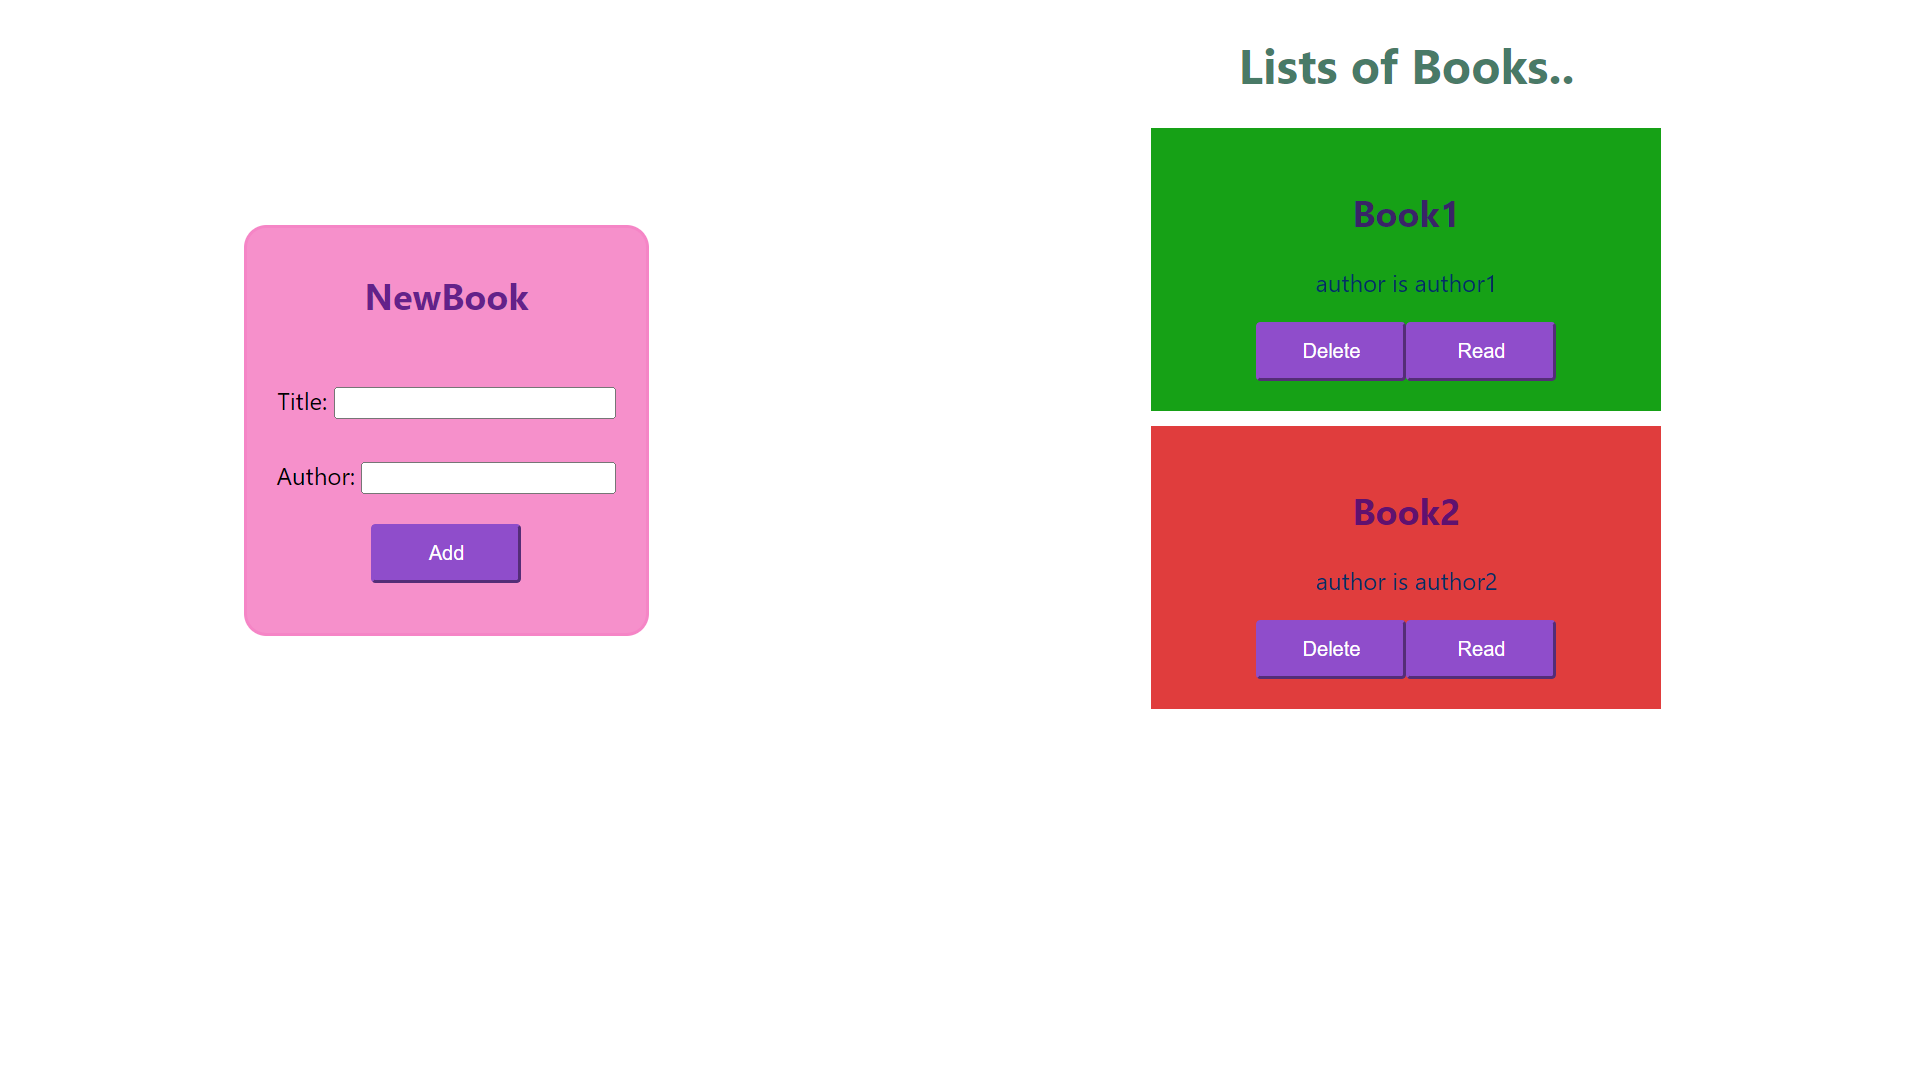 NewBook
Title:
Author:
Add
Lists of Books..
Book1
author is author1
Delete Read
Book2
author is author2
Delete Read